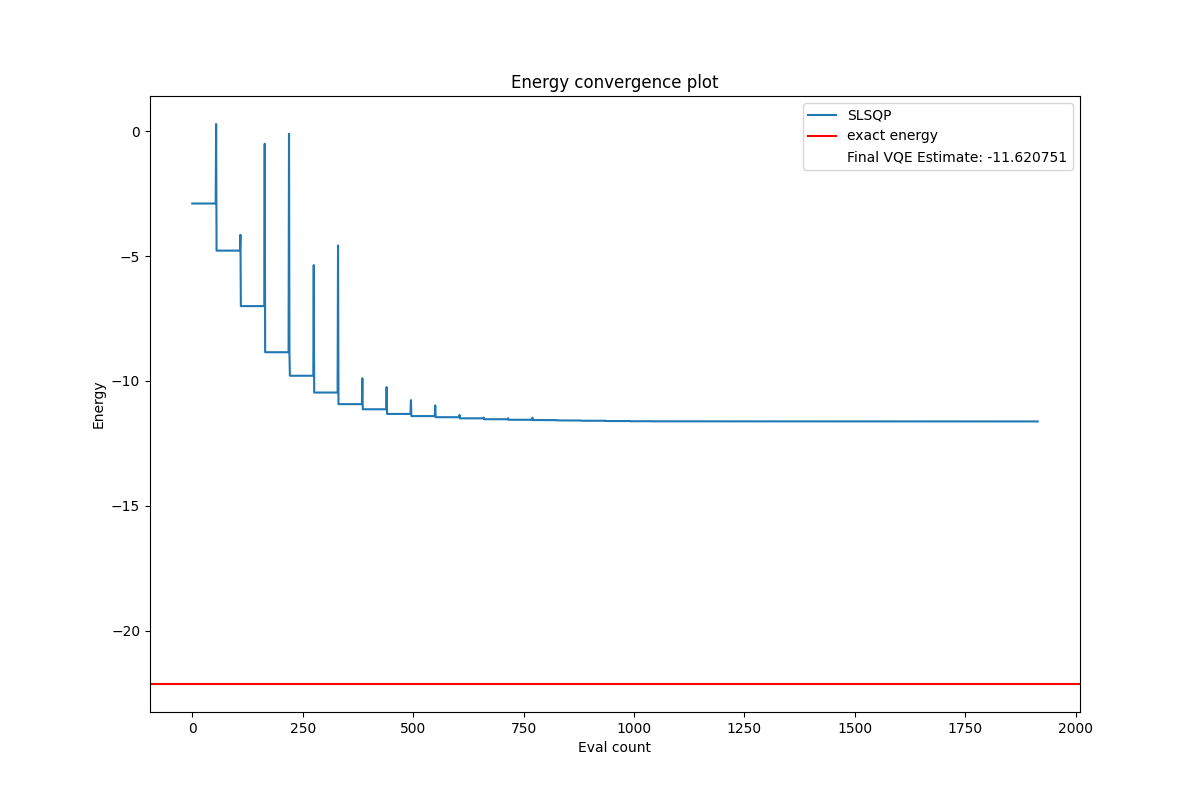 Energy convergence plot
SLSQP
exact energy
Final VQE Estimate: -11.620751
Energy
0
−5
−10
−15
−20
0 250 500 750 1000 1250 1500 1750 2000
Eval count